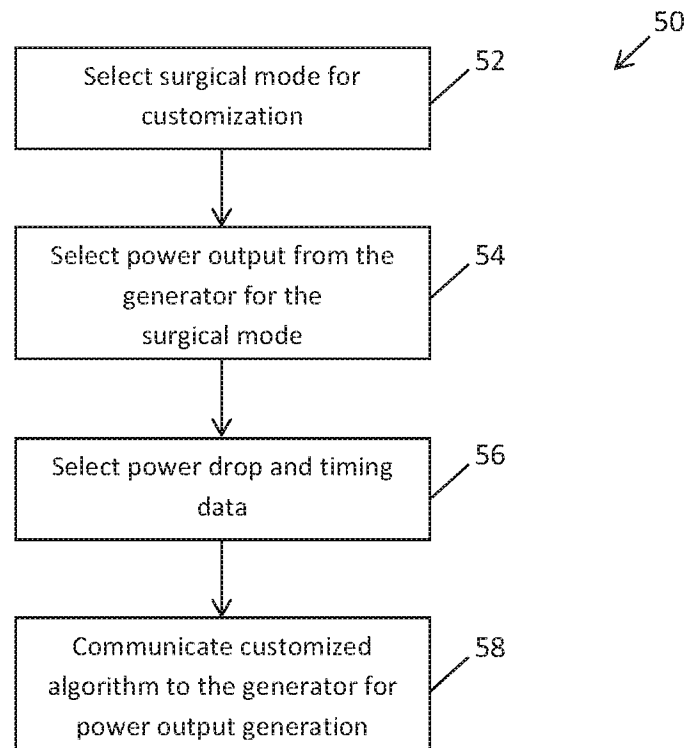 50
Select surgical mode for
customization
52
Select power output from the
generator for the
surgical mode
54
Select power drop and timing
data
56
Communicate customized
algorithm to the generator for
power output generation
58